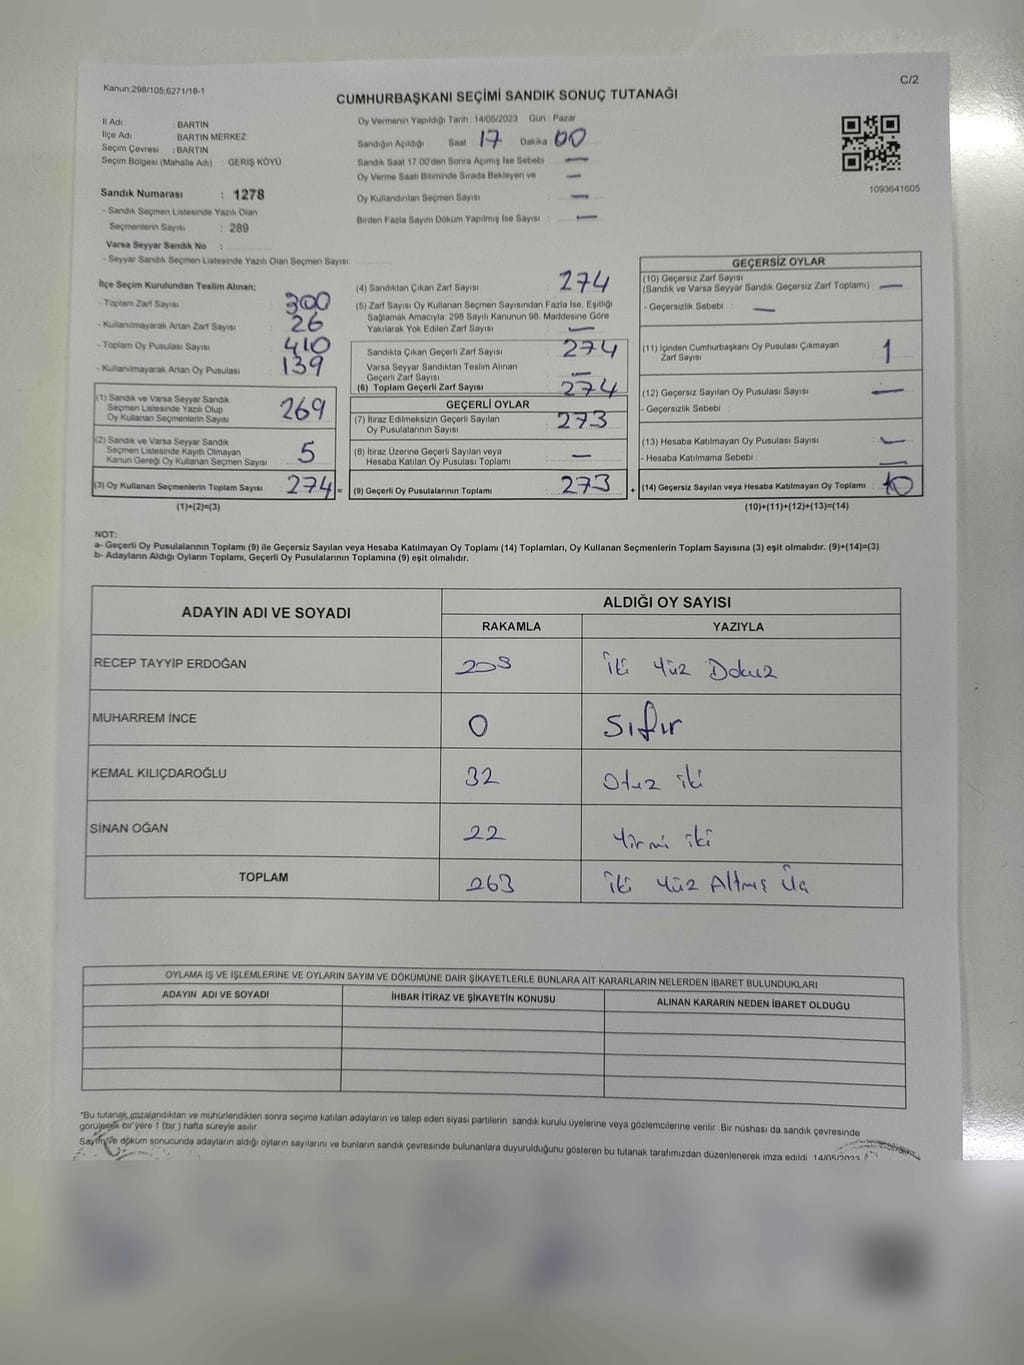 Kanun:298/105,6271/18-1
C/2
CUMHURBAŞKANI SEÇİMİ SANDIK SONUÇ TUTANAĞI
İl Adı : BARTIN
İlçe Adı : BARTIN MERKEZ
Seçim Çevresi : BARTIN
Seçim Bölgesi (Mahalle Adı) : GERİŞ KÖYÜ
Sandık Numarası : 1278
- Sandık Seçmen Listesinde Yazılı Olan
Seçmenlerin Sayısı : 289
Varsa Seyyar Sandık No :
- Seyyar Sandık Seçmen Listesinde Yazılı Olan Seçmen Sayısı
Oy Vermenin Yapıldığı Tarih : 14/05/2023 Gün : Pazar
Sandığın Açıldığı Saat : 17 Dakika : 00
Sandık Saat 17.00'den Sonra Açımış İse Sebebi : —
Oy Verme Saati Bitiminde Sırada Bekleyen ve —
Oy Kullandırılan Seçmen Sayısı : —
Birden Fazla Sayım Döküm Yapılmış İse Sayısı : —
1093641605
İlçe Seçim Kurulundan Teslim Alınan;
- Toplam Zarf Sayısı : 300
- Kullanılmayarak Artan Zarf Sayısı : 26
- Toplam Oy Pusulası Sayısı : 410
- Kullanılmayarak Artan Oy Pusulası : 139
(1) Sandık ve Varsa Seyyar Sandık
Seçmen Listesinde Yazılı Olup
Oy Kullanan Seçmenlerin Sayısı : 269
(2) Sandık ve Varsa Seyyar Sandık
Seçmen Listesinde Kayıtlı Olmayan
Kanun Gereği Oy Kullanan Seçmen Sayısı : 5
(3) Oy Kullanan Seçmenlerin Toplam Sayısı : 274 =
(1)+(2)=(3)
(4) Sandıktan Çıkan Zarf Sayısı : 274
(5) Zarf Sayısı Oy Kullanan Seçmen Sayısından Fazla İse, Eşitliği
Sağlamak Amacıyla, 298 Sayılı Kanunun 98. Maddesine Göre
Yakılarak Yok Edilen Zarf Sayısı : —
Sandıkta Çıkan Geçerli Zarf Sayısı : 274
Varsa Seyyar Sandıktan Teslim Alınan
Geçerli Zarf Sayısı : —
(6) Toplam Geçerli Zarf Sayısı : 274
GEÇERLİ OYLAR
(7) İtiraz Edilmeksizin Geçerli Sayılan
Oy Pusulalarının Sayısı : 273
(8) İtiraz Üzerine Geçerli Sayılan veya
Hesaba Katılan Oy Pusulası Toplamı : —
(9) Geçerli Oy Pusulalarının Toplamı : 273 +
GEÇERSİZ OYLAR
(10) Geçersiz Zarf Sayısı
(Sandık ve Varsa Seyyar Sandık Geçersiz Zarf Toplamı) : —
- Geçersizlik Sebebi : —
(11) İçinden Cumhurbaşkanı Oy Pusulası Çıkmayan
Zarf Sayısı : 1
(12) Geçersiz Sayılan Oy Pusulası Sayısı : —
- Geçersizlik Sebebi :
(13) Hesaba Katılmayan Oy Pusulası Sayısı : —
- Hesaba Katılmama Sebebi : —
(14) Geçersiz Sayılan veya Hesaba Katılmayan Oy Toplamı :
(10)+(11)+(12)+(13)=(14)
NOT:
a- Geçerli Oy Pusulalarının Toplamı (9) ile Geçersiz Sayılan veya Hesaba Katılmayan Oy Toplamı (14) Toplamları, Oy Kullanan Seçmenlerin Toplam Sayısına (3) eşit olmalıdır. (9)+(14)=(3)
b- Adayların Aldığı Oyların Toplamı, Geçerli Oy Pusulalarının Toplamına (9) eşit olmalıdır.
ADAYIN ADI VE SOYADI ALDIĞI OY SAYISI
RAKAMLA YAZIYLA
RECEP TAYYİP ERDOĞAN 209 İki Yüz Dokuz
MUHARREM İNCE 0 Sıfır
KEMAL KILIÇDAROĞLU 32 Otuz iki
SİNAN OĞAN 22 Yirmi iki
TOPLAM 263 İki Yüz Altmış Üç
OYLAMA İŞ VE İŞLEMLERİNE VE OYLARIN SAYIM VE DÖKÜMÜNE DAİR ŞİKAYETLERLE BUNLARA AİT KARARLARIN NELERDEN İBARET BULUNDUKLARI
ADAYIN ADI VE SOYADI İHBAR İTİRAZ VE ŞİKAYETİN KONUSU ALINAN KARARIN NEDEN İBARET OLDUĞU
*Bu tutanak imzalandıktan ve mühürlendikten sonra seçime katılan adayların ve talep eden siyasi partilerin sandık kurulu üyelerine veya gözlemcilerine verilir. Bir nüshası da sandık çevresinde
görülecek bir yere 1 (bir) hafta süreyle asılır.
Sayım ve döküm sonucunda adayların aldığı oyların sayılarını ve bunların sandık çevresinde bulunanlara duyurulduğunu gösteren bu tutanak tarafımızdan düzenlenerek imza edildi. 14/05/2023